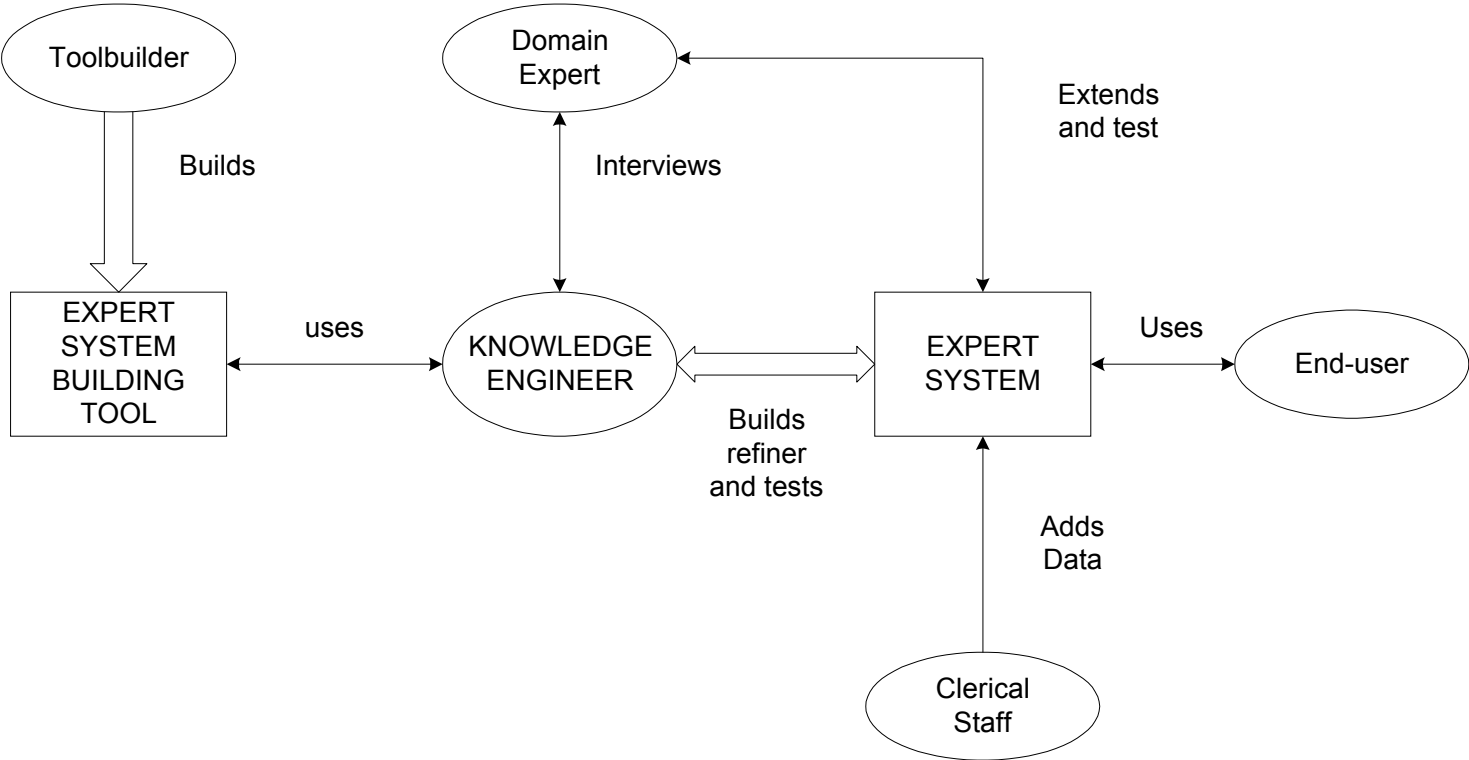 Toolbuilder
Domain
Expert
Extends
and test
Builds
Interviews
EXPERT
SYSTEM
BUILDING
TOOL
uses
KNOWLEDGE
ENGINEER
Builds
refiner
and tests
EXPERT
SYSTEM
Uses
End-user
Adds
Data
Clerical
Staff